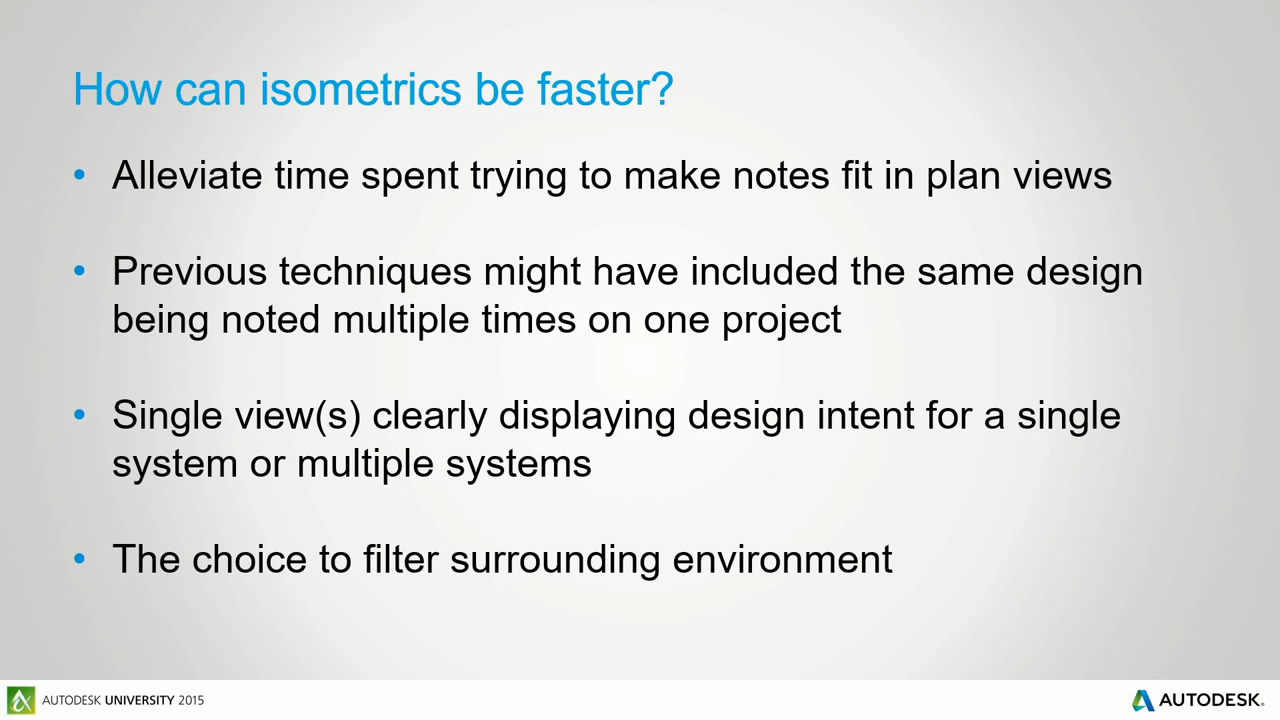 How can isometrics be faster?
• Alleviate time spent trying to make notes fit in plan views
• Previous techniques might have included the same design
being noted multiple times on one project
• Single view(s) clearly displaying design intent for a single
system or multiple systems
• The choice to filter surrounding environment
AUTODESK UNIVERSITY 2015
AUTODESK®